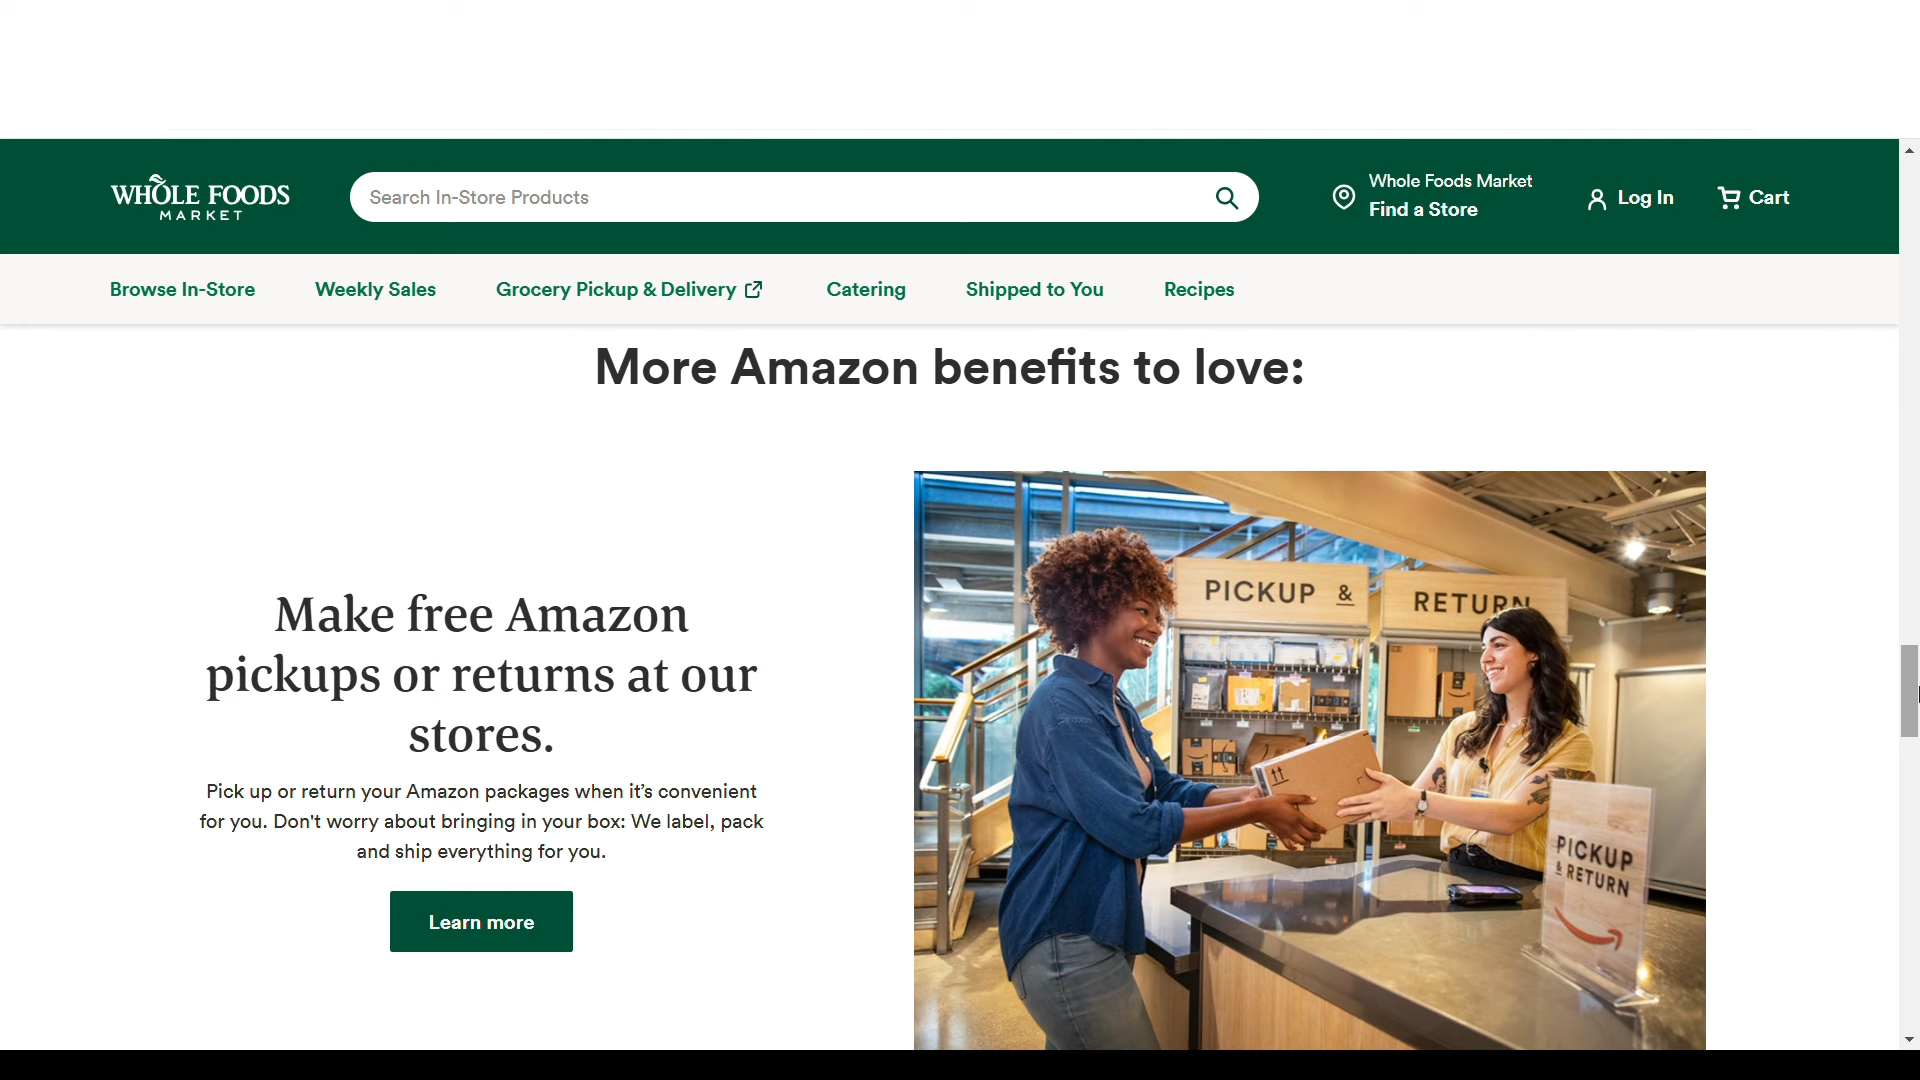 WHOLE FOODS
MARKET
Search In-Store Products
Whole Foods Market
Find a Store
Log In
Cart
Browse In-Store
Weekly Sales
Grocery Pickup & Delivery
Catering
Shipped to You
Recipes
More Amazon benefits to love:
Make free Amazon
pickups or returns at our
stores.
Pick up or return your Amazon packages when it’s convenient
for you. Don't worry about bringing in your box: We label, pack
and ship everything for you.
Learn more
PICKUP & RETURN
PICKUP
& RETURN